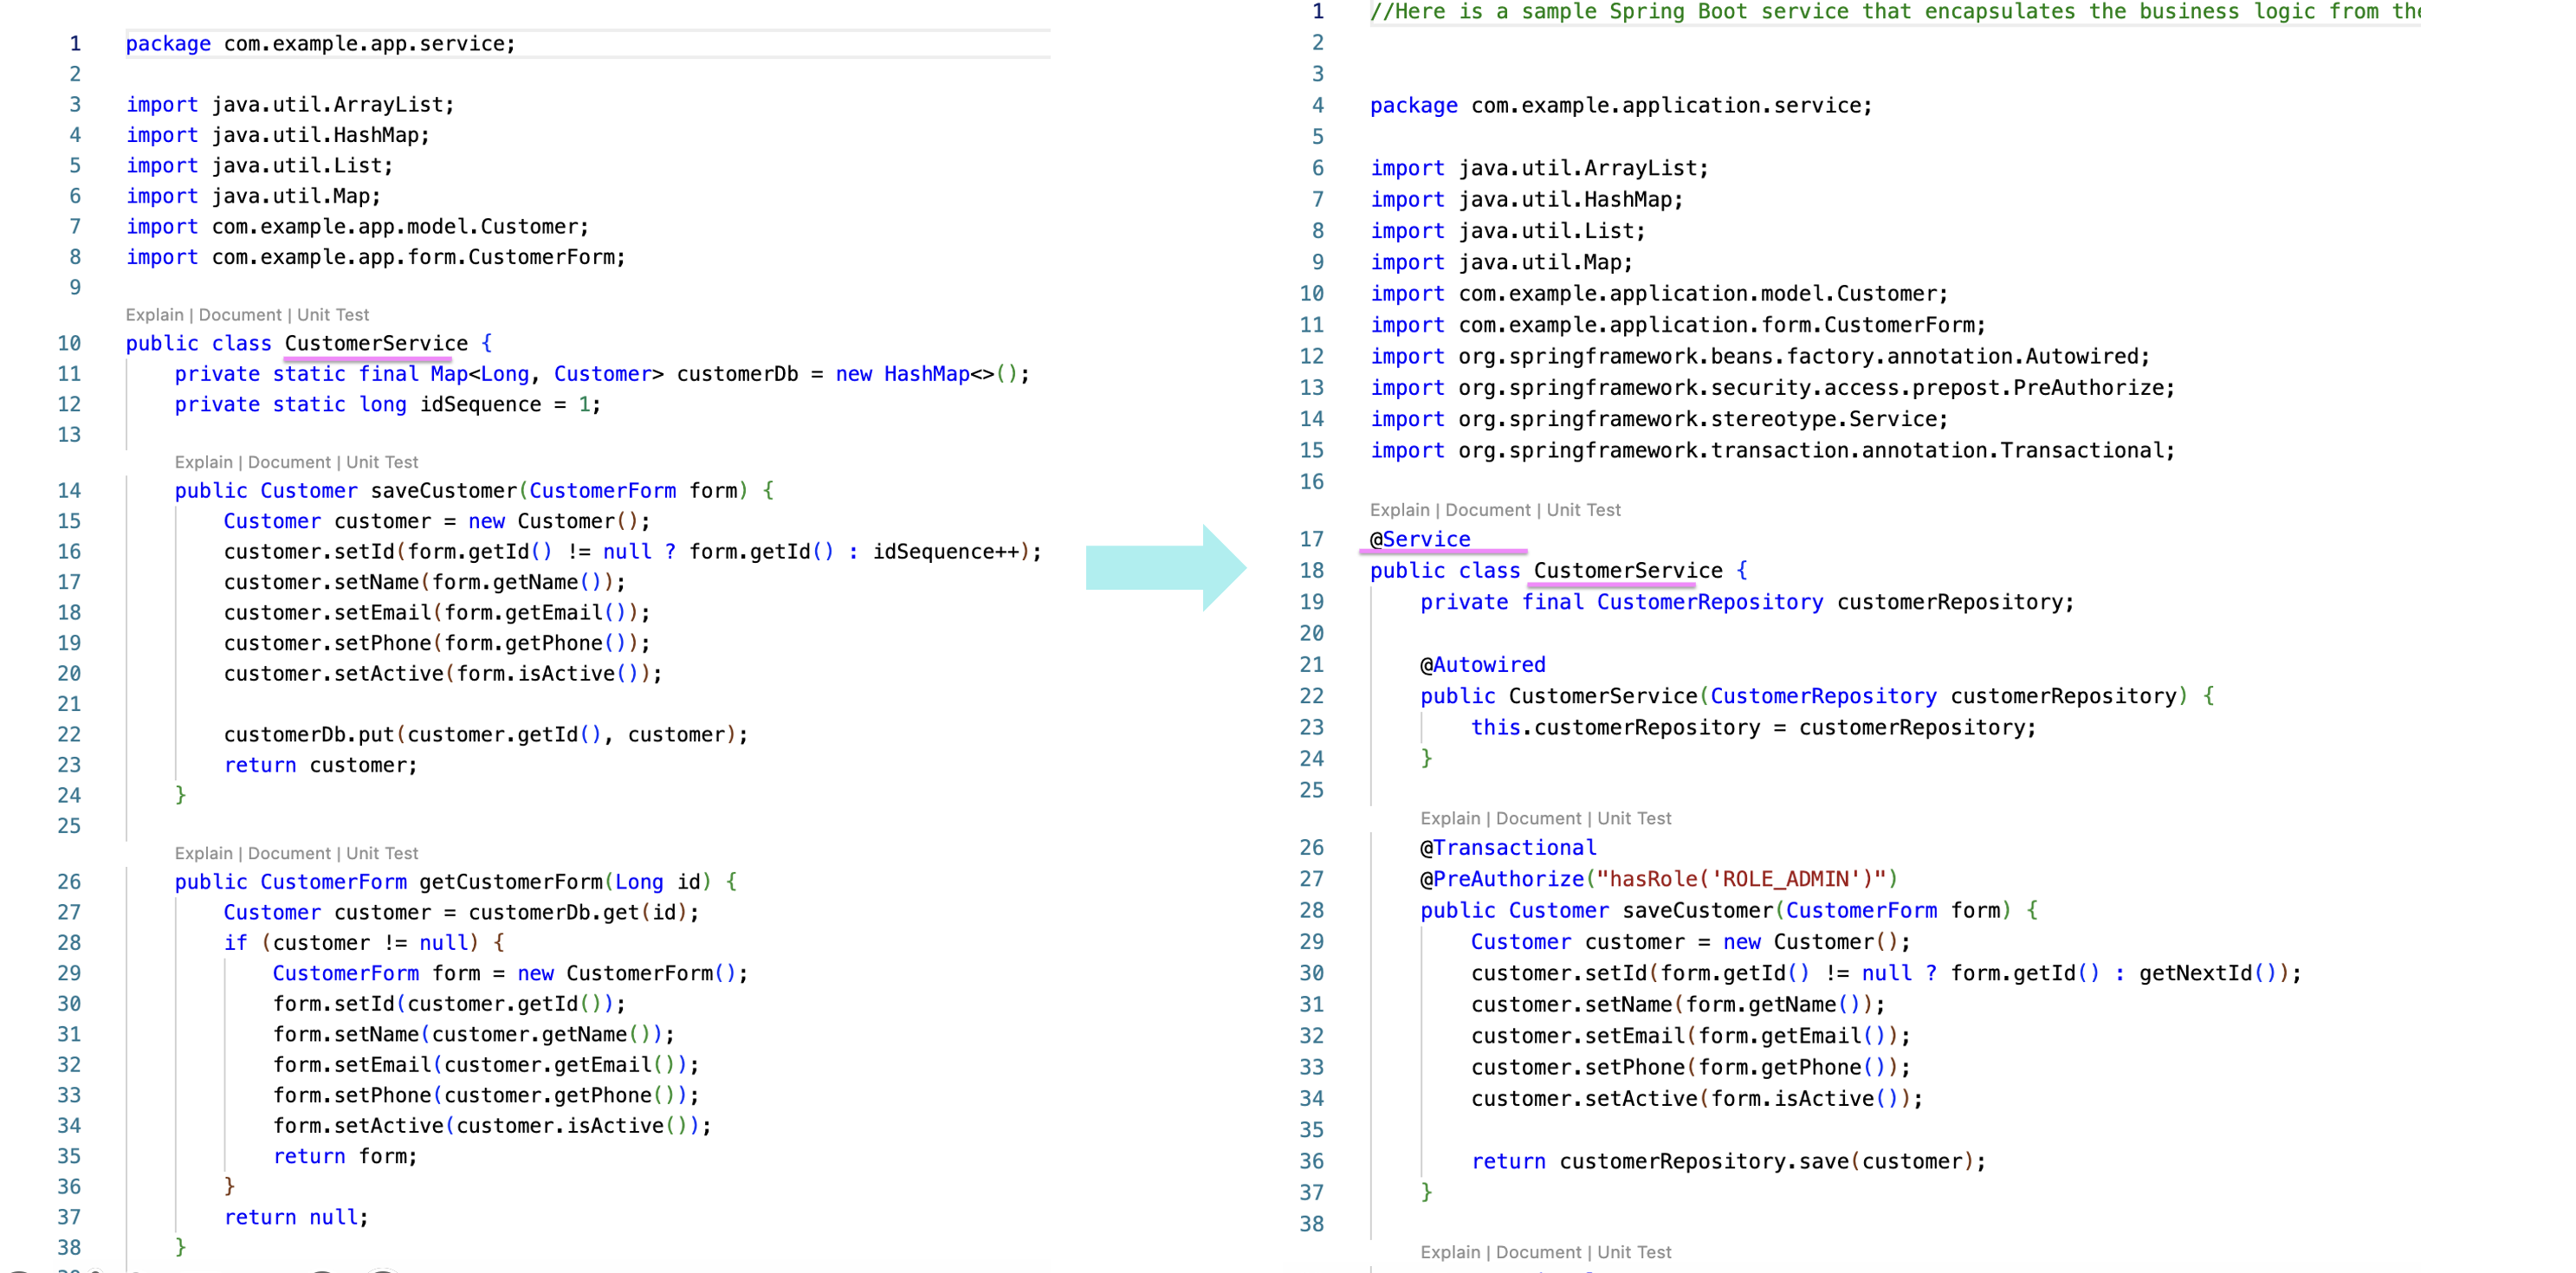 1 package com.example.app.service;
2
3 import java.util.ArrayList;
4 import java.util.HashMap;
5 import java.util.List;
6 import java.util.Map;
7 import com.example.app.model.Customer;
8 import com.example.app.form.CustomerForm;
9
Explain | Document | Unit Test
10 public class CustomerService {
11 private static final Map<Long, Customer> customerDb = new HashMap<>();
12 private static long idSequence = 1;
13
Explain | Document | Unit Test
14 public Customer saveCustomer(CustomerForm form) {
15 Customer customer = new Customer();
16 customer.setId(form.getId() != null ? form.getId() : idSequence++);
17 customer.setName(form.getName());
18 customer.setEmail(form.getEmail());
19 customer.setPhone(form.getPhone());
20 customer.setActive(form.isActive());
21
22 customerDb.put(customer.getId(), customer);
23 return customer;
24 }
25
Explain | Document | Unit Test
26 public CustomerForm getCustomerForm(Long id) {
27 Customer customer = customerDb.get(id);
28 if (customer != null) {
29 CustomerForm form = new CustomerForm();
30 form.setId(customer.getId());
31 form.setName(customer.getName());
32 form.setEmail(customer.getEmail());
33 form.setPhone(customer.getPhone());
34 form.setActive(customer.isActive());
35 return form;
36 }
37 return null;
38 }
1 //Here is a sample Spring Boot service that encapsulates the business logic from the
2
3
4 package com.example.application.service;
5
6 import java.util.ArrayList;
7 import java.util.HashMap;
8 import java.util.List;
9 import java.util.Map;
10 import com.example.application.model.Customer;
11 import com.example.application.form.CustomerForm;
12 import org.springframework.beans.factory.annotation.Autowired;
13 import org.springframework.security.access.prepost.PreAuthorize;
14 import org.springframework.stereotype.Service;
15 import org.springframework.transaction.annotation.Transactional;
16
Explain | Document | Unit Test
17 @Service
18 public class CustomerService {
19 private final CustomerRepository customerRepository;
20
21 @Autowired
22 public CustomerService(CustomerRepository customerRepository) {
23 this.customerRepository = customerRepository;
24 }
25
Explain | Document | Unit Test
26 @Transactional
27 @PreAuthorize("hasRole('ROLE_ADMIN')")
28 public Customer saveCustomer(CustomerForm form) {
29 Customer customer = new Customer();
30 customer.setId(form.getId() != null ? form.getId() : getNextId());
31 customer.setName(form.getName());
32 customer.setEmail(form.getEmail());
33 customer.setPhone(form.getPhone());
34 customer.setActive(form.isActive());
35
36 return customerRepository.save(customer);
37 }
38
Explain | Document | Unit Test